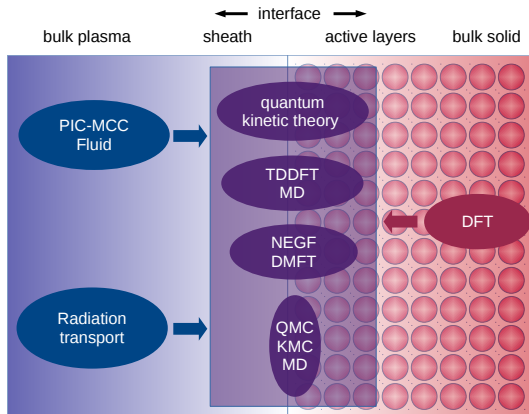 interface
bulk plasma
sheath
active layers
bulk solid
quantum
kinetic theory
PIC-MCC
Fluid
TDDFT
MD
DFT
NEGF
DMFT
Radiation
transport
QMC
KMC
MD